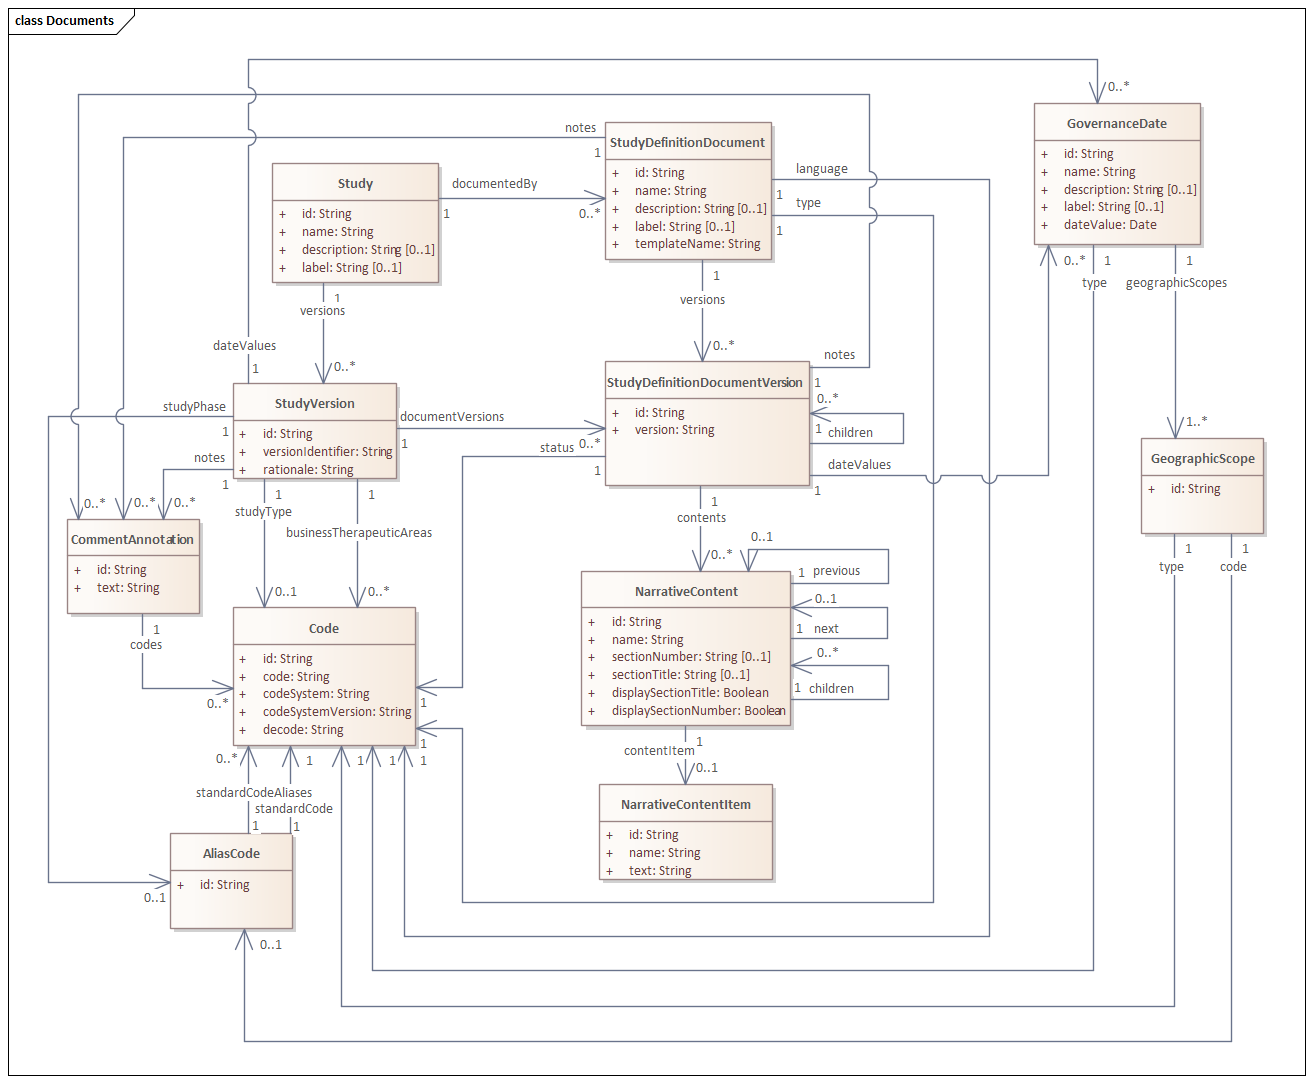 class Documents
0..*
GovernanceDate
+ id: String
+ name: String
+ description: String [0..1]
+ label: String [0..1]
+ dateValue: Date
notes
1
StudyDefinitionDocument
+ id: String
+ name: String
+ description: String [0..1]
+ label: String [0..1]
+ templateName: String
language
1
type
1
Study
+ id: String
+ name: String
+ description: String [0..1]
+ label: String [0..1]
documentedBy
1
0..*
0..*
1
type
1
geographicScopes
1
versions
1
versions
0..*
0..*
dateValues
1
notes
1
StudyVersion
+ id: String
+ versionIdentifier: String
+ rationale: String
studyPhase
1
notes
1
documentVersions
1
0..*
StudyDefinitionDocumentVersion
+ id: String
+ version: String
0..*
1
children
status
1
dateValues
1
1..*
GeographicScope
+ id: String
1
studyType
1
businessTherapeuticAreas
1
contents
0..*
0..*
0..*
CommentAnnotation
+ id: String
+ text: String
0..*
0..1
1
previous
1
type
1
code
0..1
0..*
NarrativeContent
+ id: String
+ name: String
+ sectionNumber: String [0..1]
+ sectionTitle: String [0..1]
+ displaySectionTitle: Boolean
+ displaySectionNumber: Boolean
0..1
1
next
0..*
1
children
1
codes
0..*
Code
+ id: String
+ code: String
+ codeSystem: String
+ codeSystemVersion: String
+ decode: String
1
1
1
contentItem
0..1
0..*
1
1
1
1
standardCodeAliases
standardCode
1
1
NarrativeContentItem
+ id: String
+ name: String
+ text: String
AliasCode
+ id: String
0..1
0..1